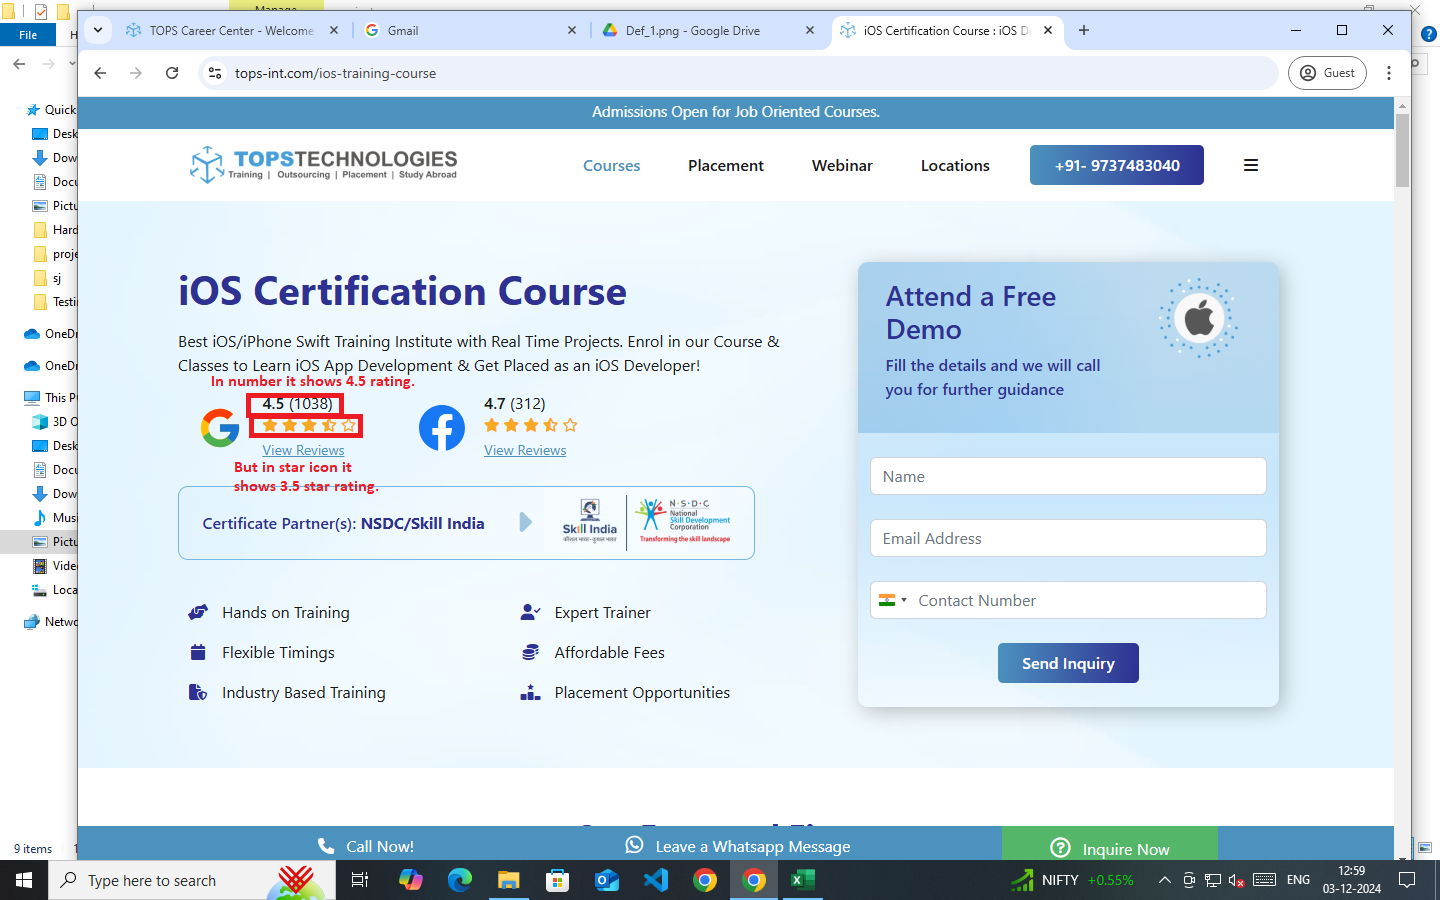 Manage
File
H
TOPS Career Center - Welcome
Gmail
Def_1.png - Google Drive
iOS Certification Course : iOS D
tops-int.com/ios-training-course
Guest
Quick
Desk
Dow
Docu
Pictu
Hard
proje
sj
Testi
OneDr
OneDr
This P
3D O
Desk
Docu
Dow
Musi
Pictu
Vide
Loca
Netwo
9 items
Admissions Open for Job Oriented Courses.
TOPSTECHNOLOGIES
Training | Outsourcing | Placement | Study Abroad
Courses
Placement
Webinar
Locations
+91- 9737483040
iOS Certification Course
Best iOS/iPhone Swift Training Institute with Real Time Projects. Enrol in our Course &
Classes to Learn iOS App Development & Get Placed as an iOS Developer!
In number it shows 4.5 rating.
4.5 (1038)
View Reviews
4.7 (312)
View Reviews
But in star icon it
shows 3.5 star rating.
Certificate Partner(s): NSDC/Skill India
Skill India
कौशल भारत-कुशल भारत
N·S·D·C
National
Skill Development
Corporation
Transforming the skill landscape
Hands on Training
Expert Trainer
Flexible Timings
Affordable Fees
Industry Based Training
Placement Opportunities
Attend a Free
Demo
Fill the details and we will call
you for further guidance
Name
Email Address
Contact Number
Send Inquiry
Call Now!
Leave a Whatsapp Message
Inquire Now
Type here to search
NIFTY +0.55%
ENG
12:59
03-12-2024